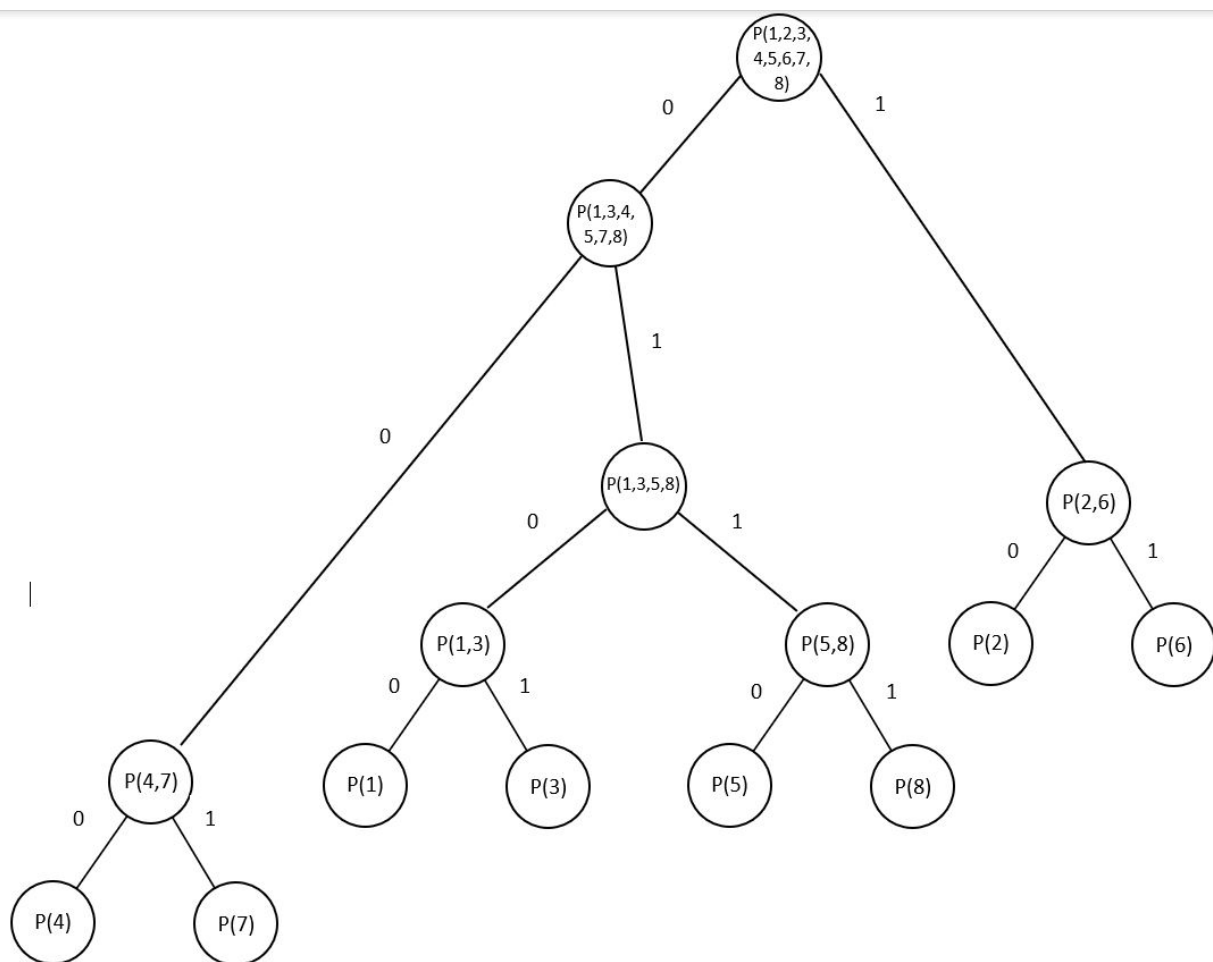 P(1,2,3,
4,5,6,7,
8)
0
1
P(1,3,4,
5,7,8)
1
0
P(1,3,5,8)
P(2,6)
0
1
0
1
P(1,3)
P(5,8)
P(2)
P(6)
0
1
0
1
P(4,7)
P(1)
P(3)
P(5)
P(8)
0
1
P(4)
P(7)